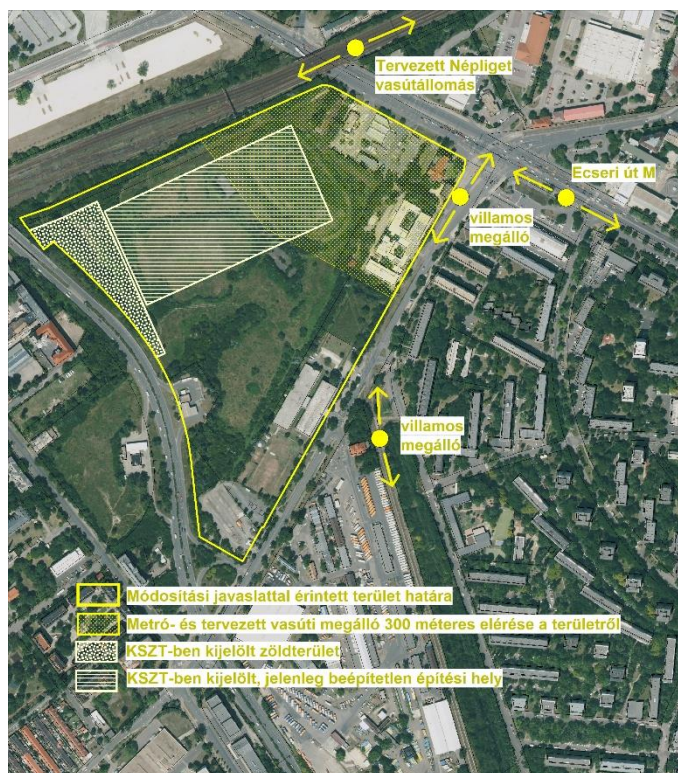 Tervezett Népliget
vasútállomás
Ecseri út M
villamos
megálló
villamos
megálló
Módosítási javaslattal érintett terület határa
Metró- és tervezett vasúti megálló 300 méteres elérése a területről
KSZT-ben kijelölt zöldterület
KSZT-ben kijelölt, jelenleg beépítetlen építési hely